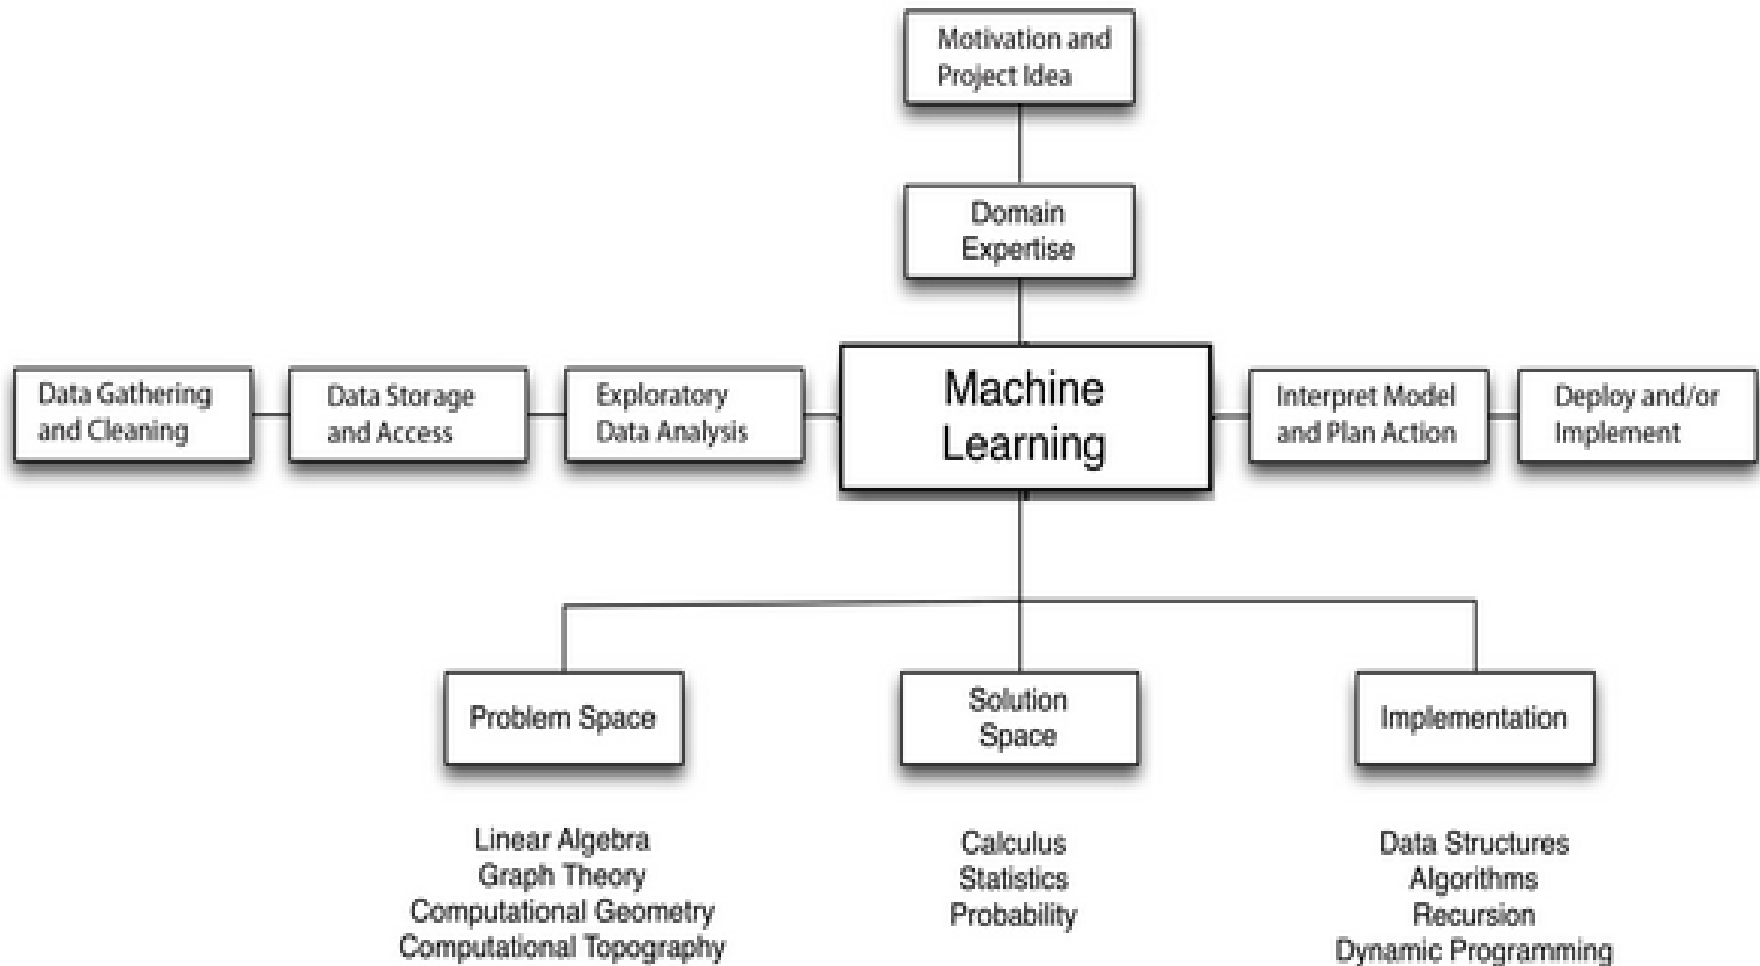 Motivation and
Project Idea
Domain
Expertise
Data Gathering
and Cleaning
Data Storage
and Access
Exploratory
Data Analysis
Machine
Learning
Interpret Model
and Plan Action
Deploy and/or
Implement
Problem Space
Solution
Space
Implementation
Linear Algebra
Graph Theory
Computational Geometry
Computational Topography
Calculus
Statistics
Probability
Data Structures
Algorithms
Recursion
Dynamic Programming